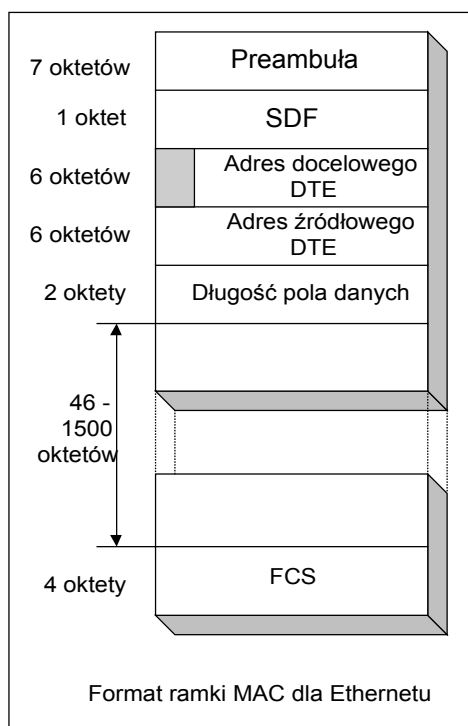 7 oktetów
Preambuła
1 oktet
SDF
6 oktetów
Adres docelowego
DTE
6 oktetów
Adres źródłowego
DTE
2 oktety
Długość pola danych
46 -
1500
oktetów
4 oktety
FCS
Format ramki MAC dla Ethernetu